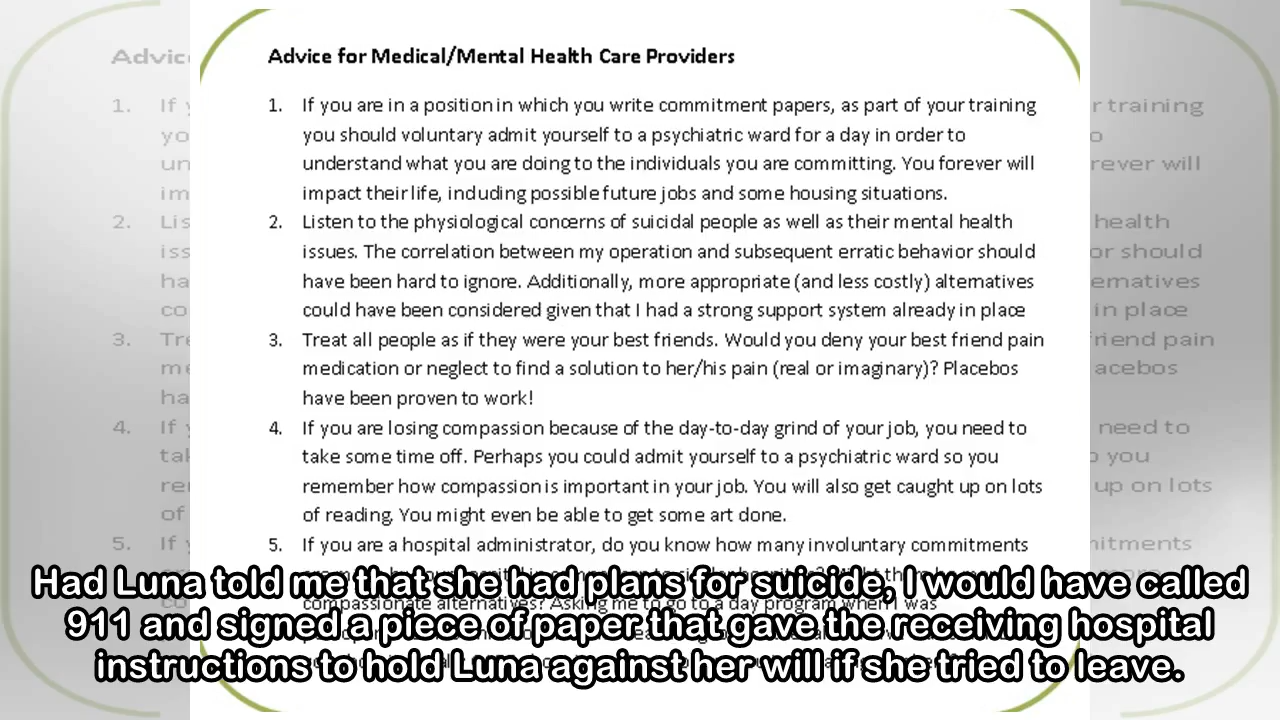 Advice for Medical/Mental Health Care Providers
1. If you are in a position in which you write commitment papers, as part of your training
you should voluntary admit yourself to a psychiatric ward for a day in order to
understand what you are doing to the individuals you are committing. You forever will
impact their life, including possible future jobs and some housing situations.
2. Listen to the physiological concerns of suicidal people as well as their mental health
issues. The correlation between my operation and subsequent erratic behavior should
have been hard to ignore. Additionally, more appropriate (and less costly) alternatives
could have been considered given that I had a strong support system already in place
3. Treat all people as if they were your best friends. Would you deny your best friend pain
medication or neglect to find a solution to her/his pain (real or imaginary)? Placebos
have been proven to work!
4. If you are losing compassion because of the day-to-day grind of your job, you need to
take some time off. Perhaps you could admit yourself to a psychiatric ward so you
remember how compassion is important in your job. You will also get caught up on lots
of reading. You might even be able to get some art done.
5. If you are a hospital administrator, do you know how many involuntary commitments
compassionate alternatives? Asking me to go to a day program when I was
Had Luna told me that she had plans for suicide, I would have called
911 and signed a piece of paper that gave the receiving hospital
instructions to hold Luna against her will if she tried to leave.